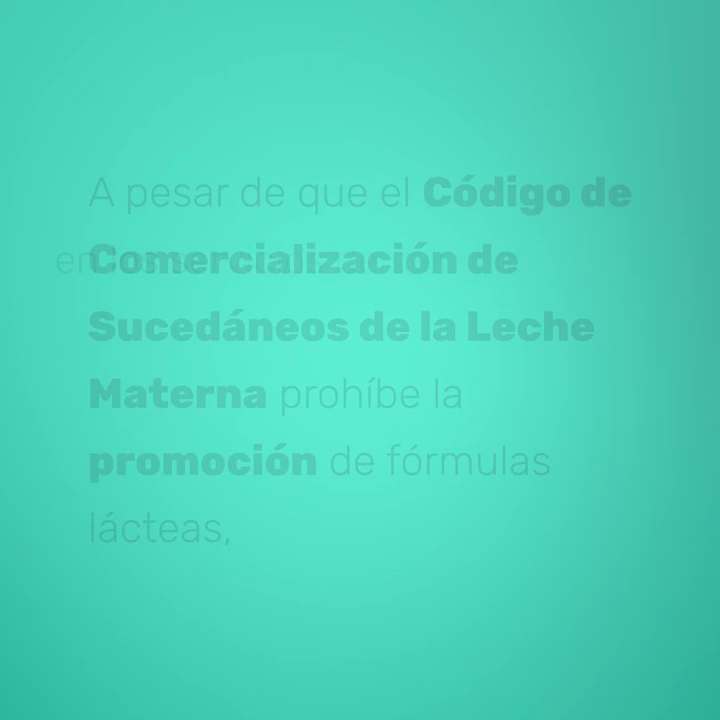 A pesar de que el Código de
Comercialización de
Sucedáneos de la Leche
Materna prohíbe la
promoción de fórmulas
lácteas,